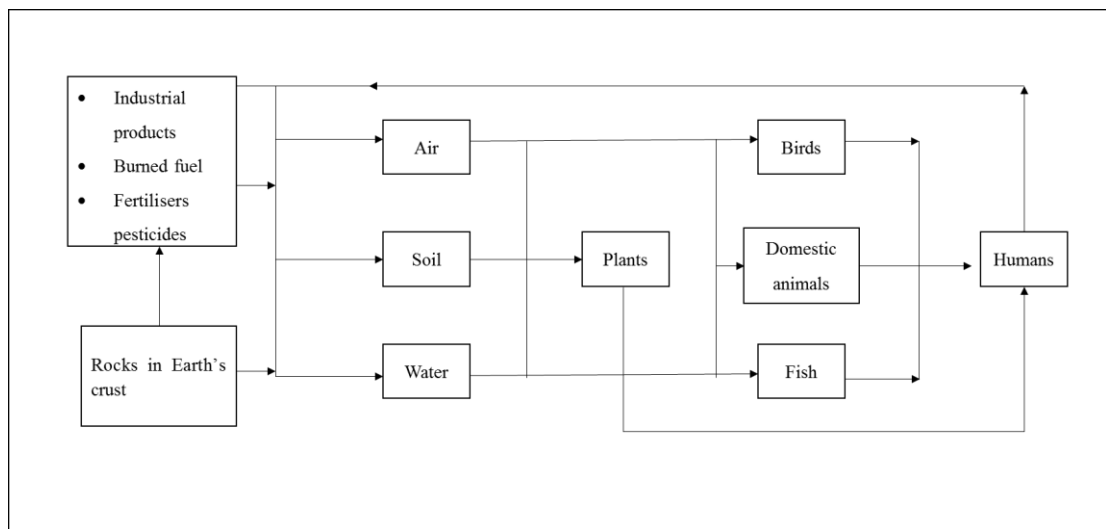 • Industrial
products
• Burned fuel
• Fertilisers
pesticides
Rocks in Earth's
crust
Air
Soil
Water
Plants
Birds
Domestic
animals
Fish
Humans